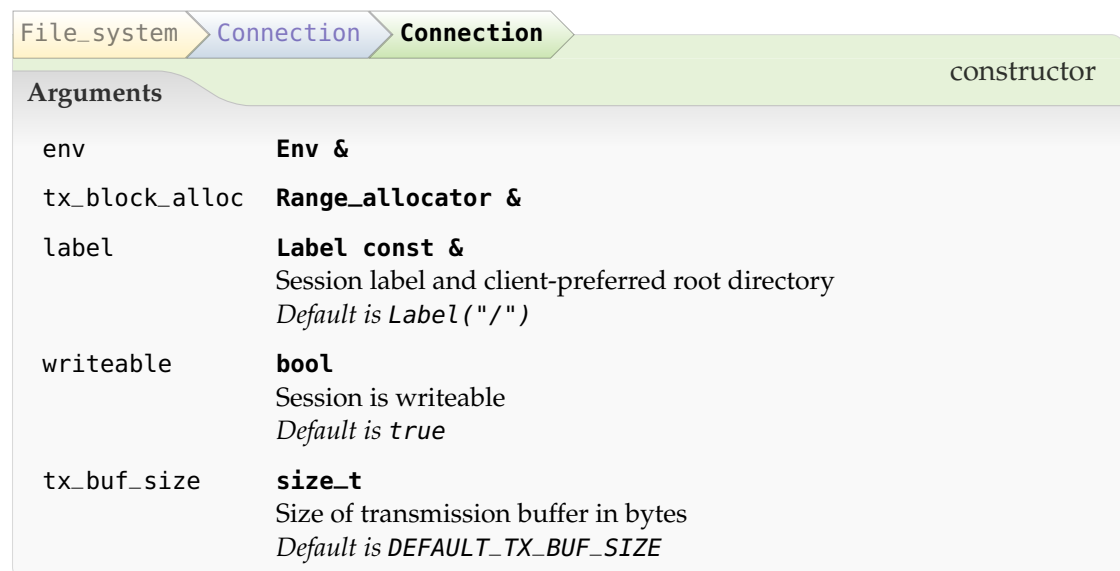 File_system Connection Connection
constructor
Arguments
env Env &
tx_block_alloc Range_allocator &
label Label const &
Session label and client-preferred root directory
Default is Label("/")
writeable bool
Session is writeable
Default is true
tx_buf_size size_t
Size of transmission buffer in bytes
Default is DEFAULT_TX_BUF_SIZE